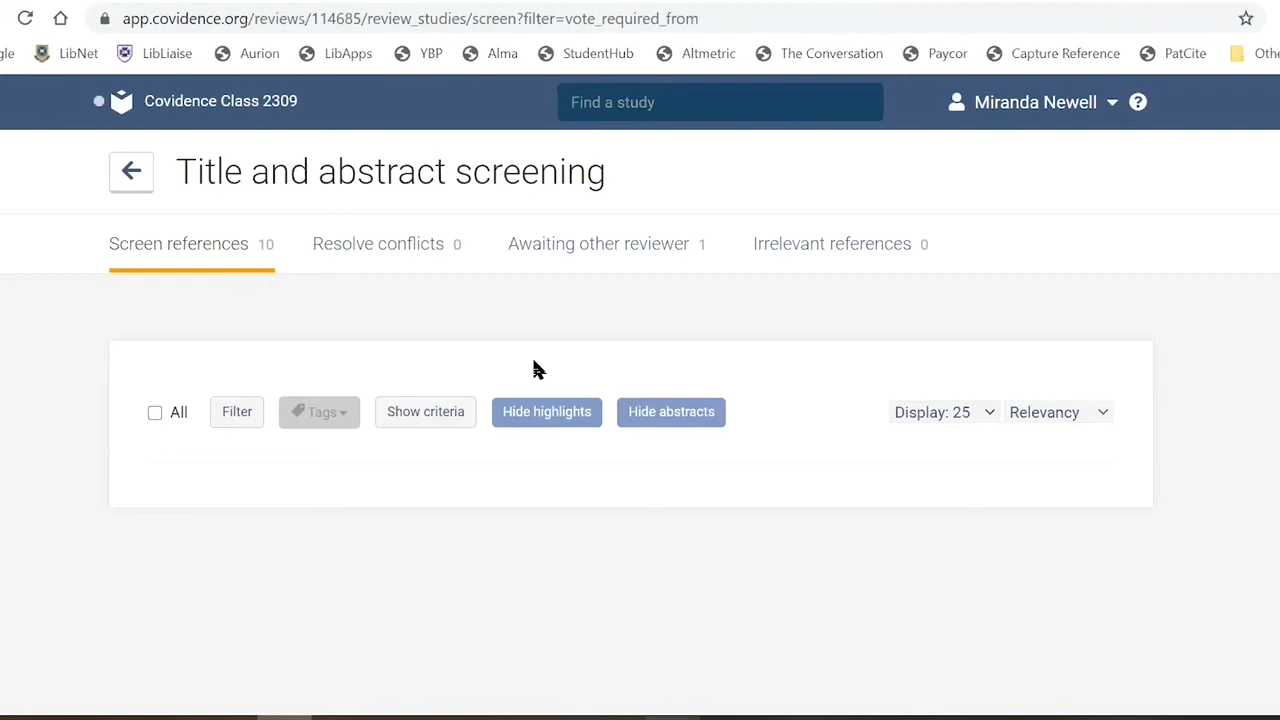 app.covidence.org/reviews/114685/review_studies/screen?filter=vote_required_from
gle LibNet LibLiaise Aurion LibApps YBP Alma StudentHub Altmetric The Conversation Paycor Capture Reference PatCite Othe
Covidence Class 2309 Find a study Miranda Newell ?
Title and abstract screening
Screen references 10 Resolve conflicts 0 Awaiting other reviewer 1 Irrelevant references 0
All Filter Tags Show criteria Hide highlights Hide abstracts Display: 25 Relevancy